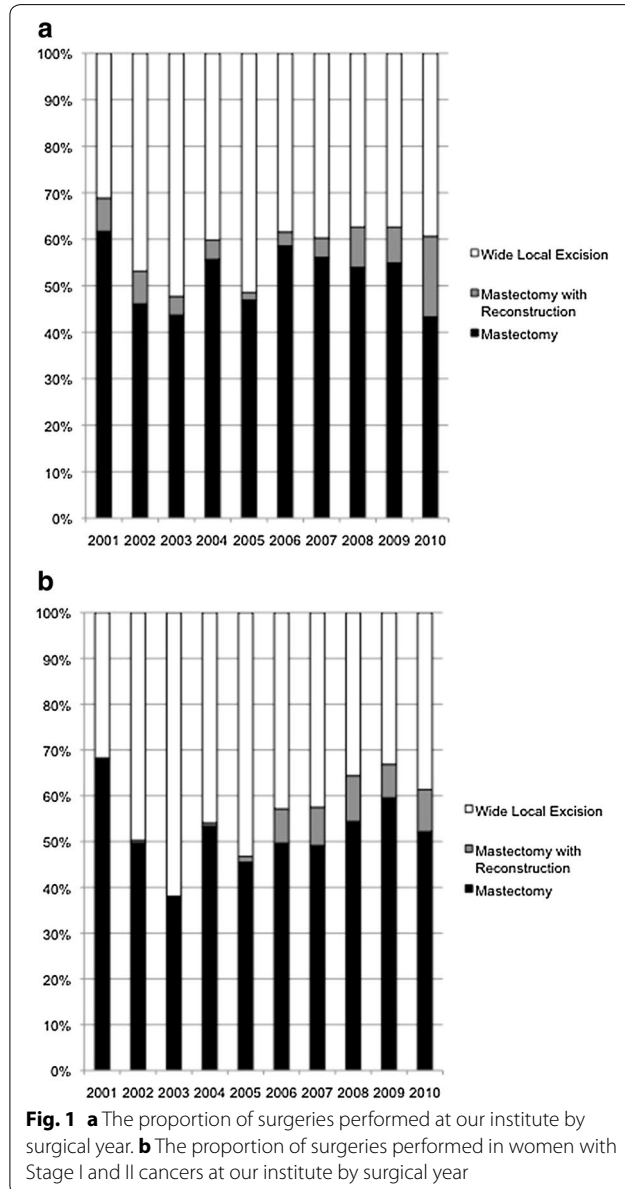 a
100%
90%
80%
70%
60%
50%
40%
30%
20%
10%
0%
2001 2002 2003 2004 2005 2006 2007 2008 2009 2010
Wide Local Excision
Mastectomy with
Reconstruction
Mastectomy
b
100%
90%
80%
70%
60%
50%
40%
30%
20%
10%
0%
2001 2002 2003 2004 2005 2006 2007 2008 2009 2010
Wide Local Excision
Mastectomy with
Reconstruction
Mastectomy
Fig. 1 a The proportion of surgeries performed at our institute by
surgical year. b The proportion of surgeries performed in women with
Stage I and II cancers at our institute by surgical year